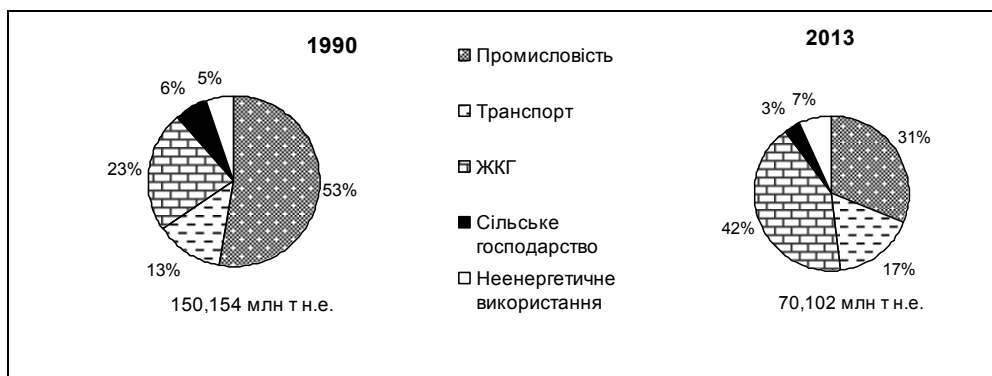 1990
5%
6%
23%
53%
13%
150,154 млн т н.е.
Промисловість
Транспорт
ЖКГ
Сільське
господарство
Неенергетичне
використання
2013
7%
3%
31%
42%
17%
70,102 млн т н.е.